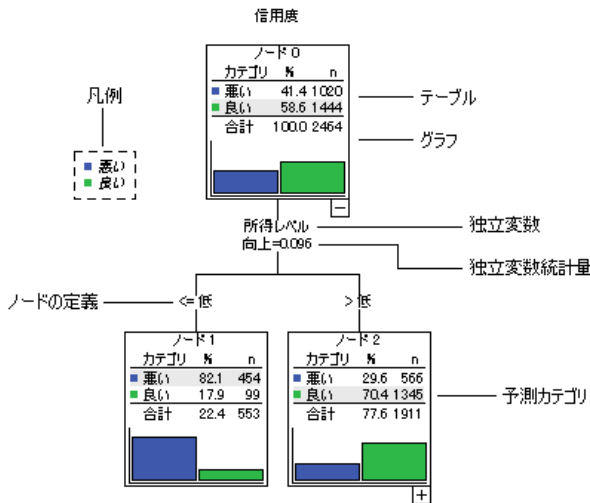 信用度
ノード 0
カテゴリ % n
悪い 41.4 1020
良い 58.6 1444
合計 100.0 2464
凡例
悪い
良い
テーブル
グラフ
所得レベル
向上=0.096
独立変数
独立変数統計量
ノードの定義
<= 低
> 低
ノード 1
カテゴリ % n
悪い 82.1 454
良い 17.9 99
合計 22.4 553
ノード 2
カテゴリ % n
悪い 29.6 566
良い 70.4 1345
合計 77.6 1911
予測カテゴリ